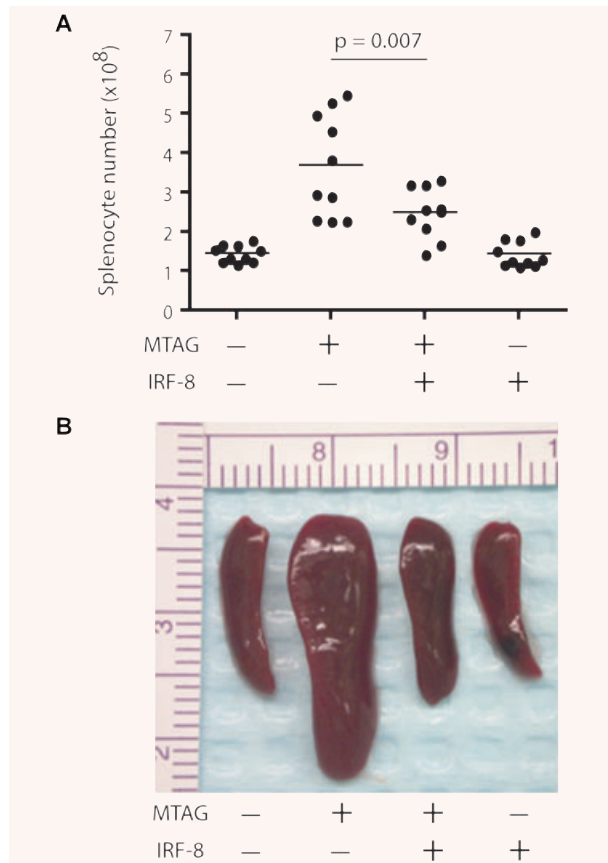 A
p = 0.007
Splenocyte number (x10⁸)
7
6
5
4
3
2
1
0
MTAG — + + —
IRF-8 — — + +
B
8 9 1
4
3
2
MTAG — + + —
IRF-8 — — + +